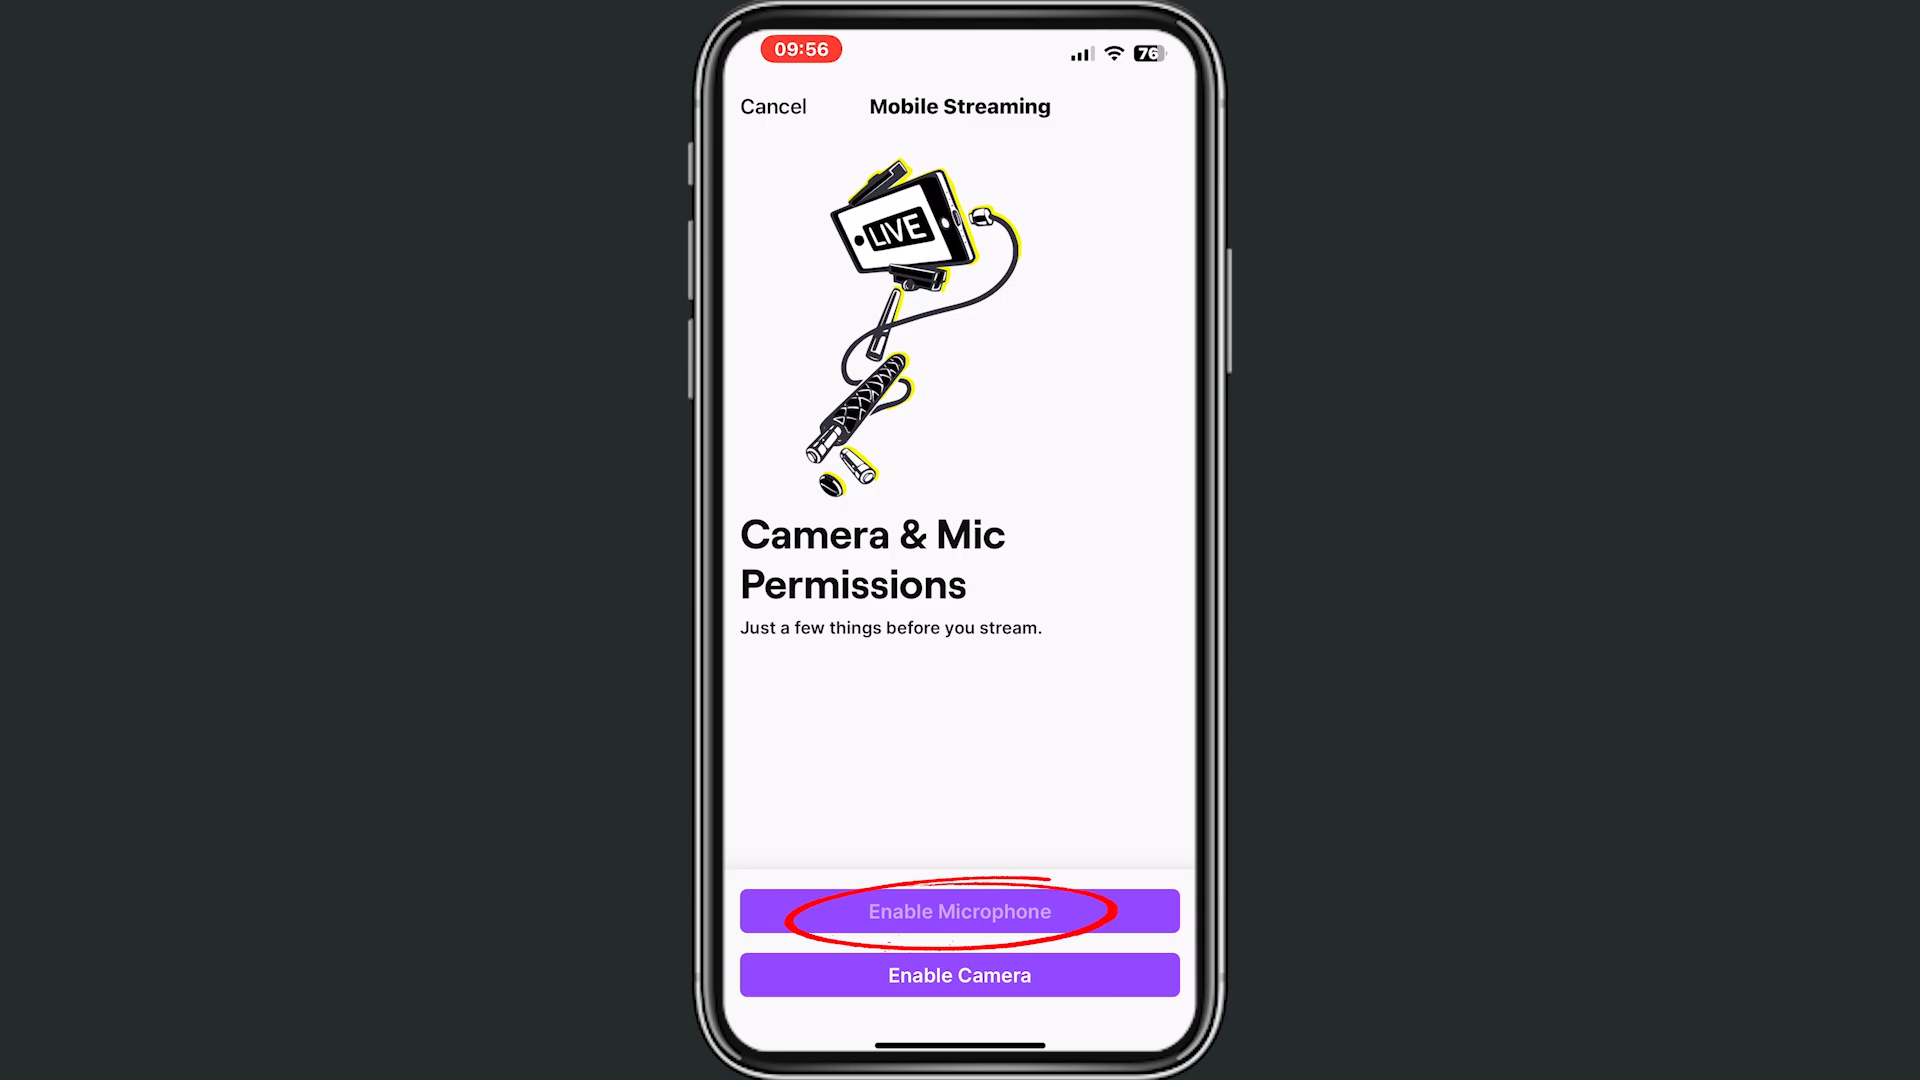 09:56
76
Cancel
Mobile Streaming
LIVE
Camera & Mic
Permissions
Just a few things before you stream.
Enable Microphone
Enable Camera